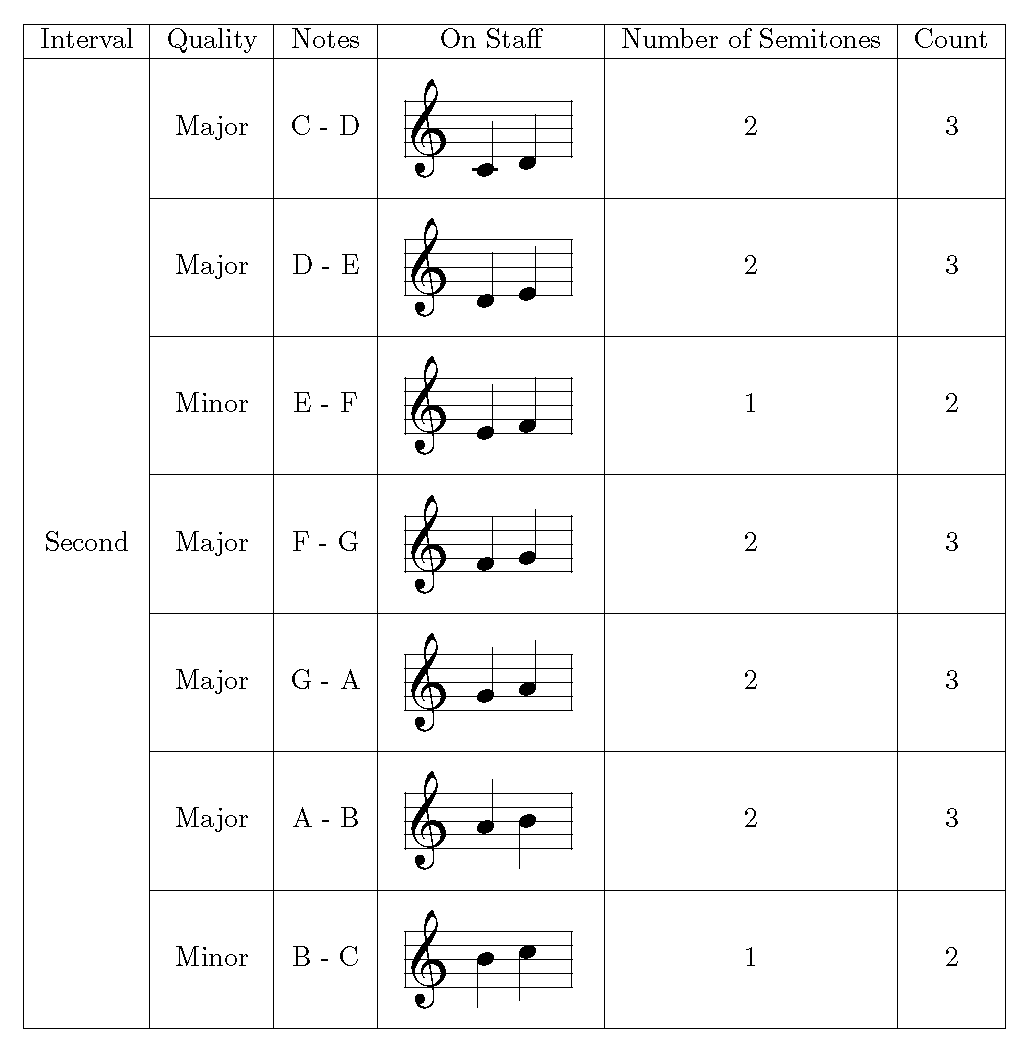 Interval Quality Notes On Staff Number of Semitones Count
Major C - D 2 3
Major D - E 2 3
Minor E - F 1 2
Second Major F - G 2 3
Major G - A 2 3
Major A - B 2 3
Minor B - C 1 2